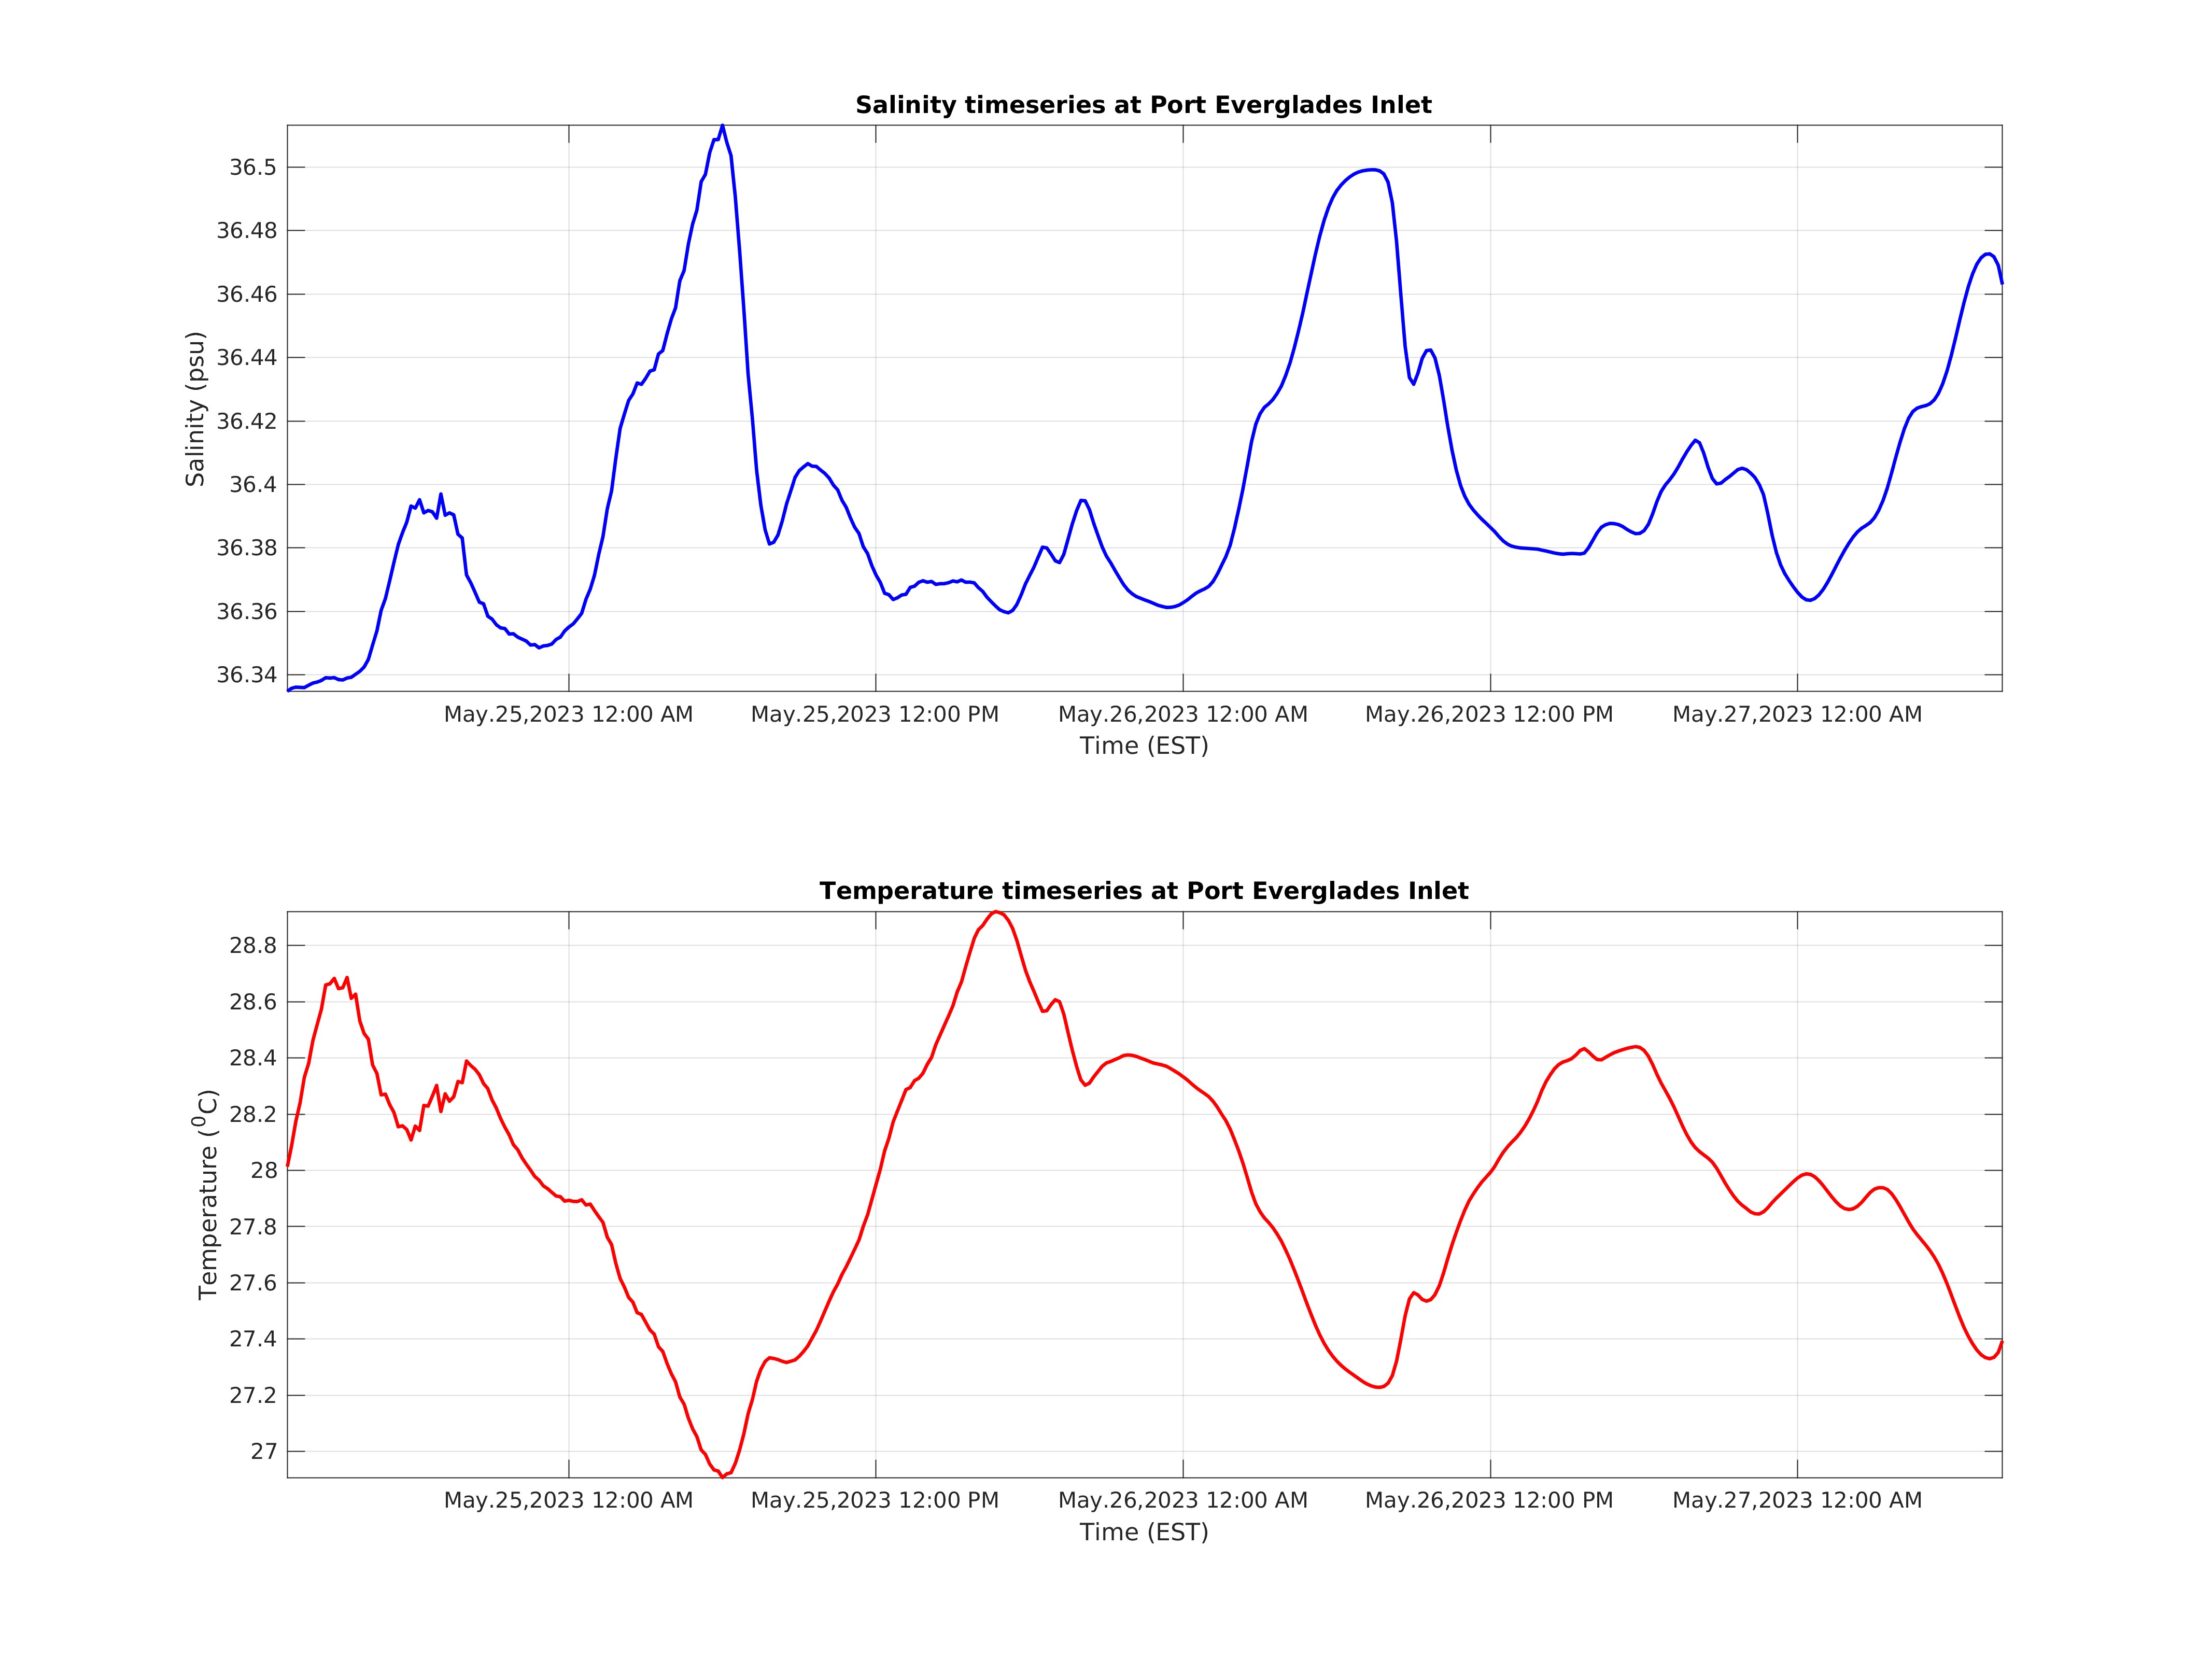 Salinity timeseries at Port Everglades Inlet
36.5
36.48
36.46
36.44
36.42
36.4
36.38
36.36
36.34
Salinity (psu)
May.25,2023 12:00 AM May.25,2023 12:00 PM May.26,2023 12:00 AM May.26,2023 12:00 PM May.27,2023 12:00 AM
Time (EST)
Temperature timeseries at Port Everglades Inlet
28.8
28.6
28.4
28.2
28
27.8
27.6
27.4
27.2
27
Temperature (⁰C)
May.25,2023 12:00 AM May.25,2023 12:00 PM May.26,2023 12:00 AM May.26,2023 12:00 PM May.27,2023 12:00 AM
Time (EST)